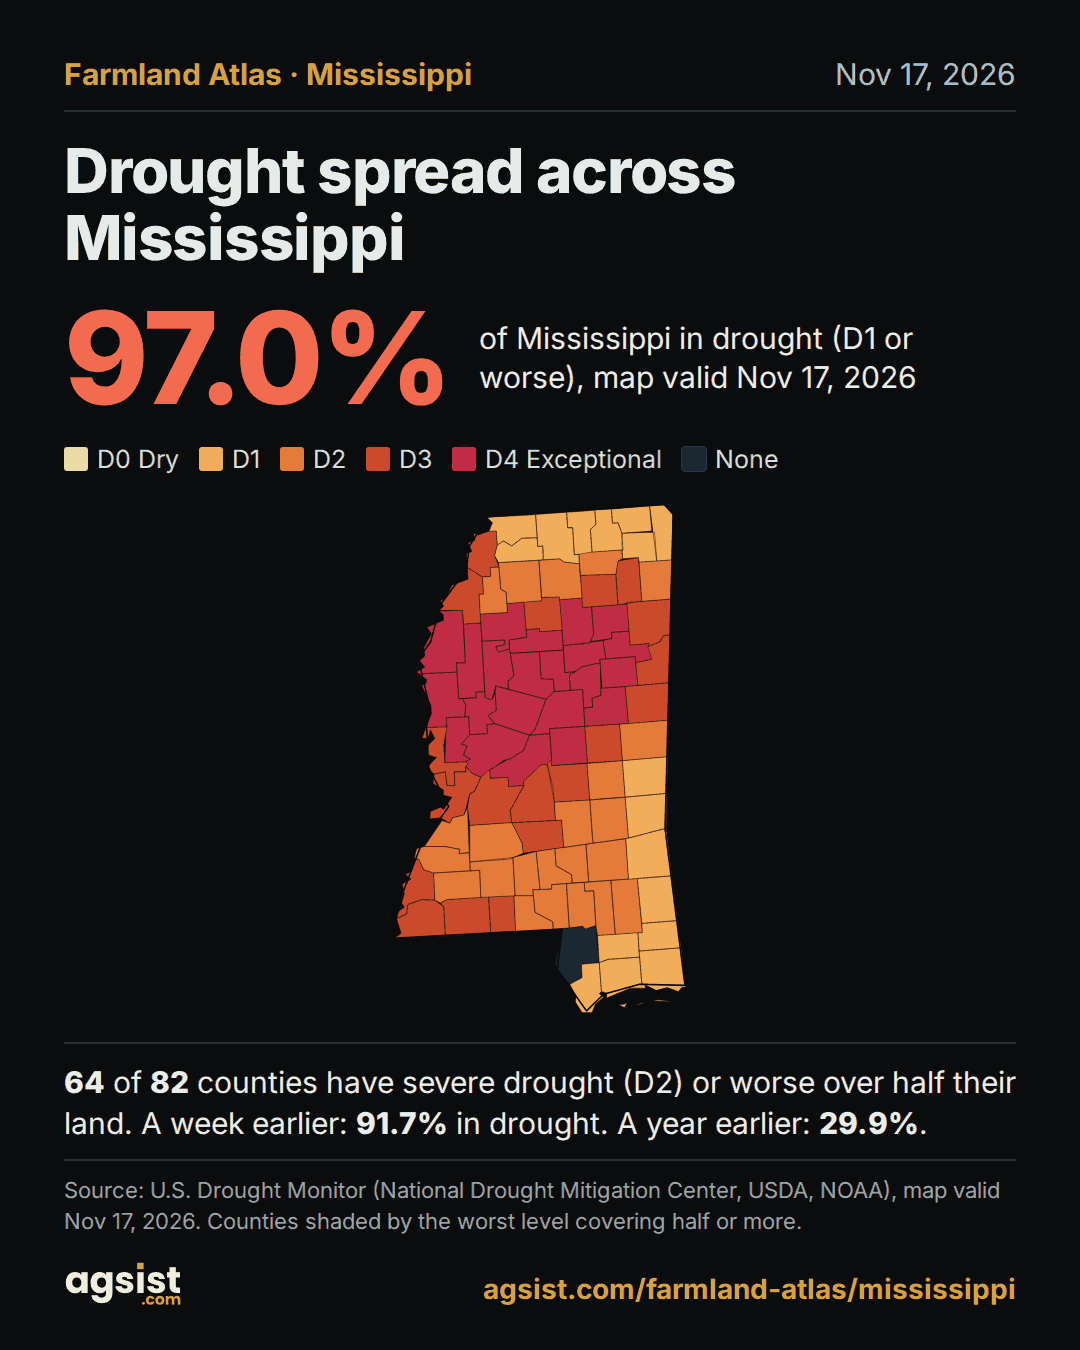 Farmland Atlas · Mississippi
Nov 17, 2026
Drought spread across
Mississippi
97.0%
of Mississippi in drought (D1 or
worse), map valid Nov 17, 2026
D0 Dry D1 D2 D3 D4 Exceptional None
64 of 82 counties have severe drought (D2) or worse over half their
land. A week earlier: 91.7% in drought. A year earlier: 29.9%.
Source: U.S. Drought Monitor (National Drought Mitigation Center, USDA, NOAA), map valid
Nov 17, 2026. Counties shaded by the worst level covering half or more.
agsist
.com
agsist.com/farmland-atlas/mississippi